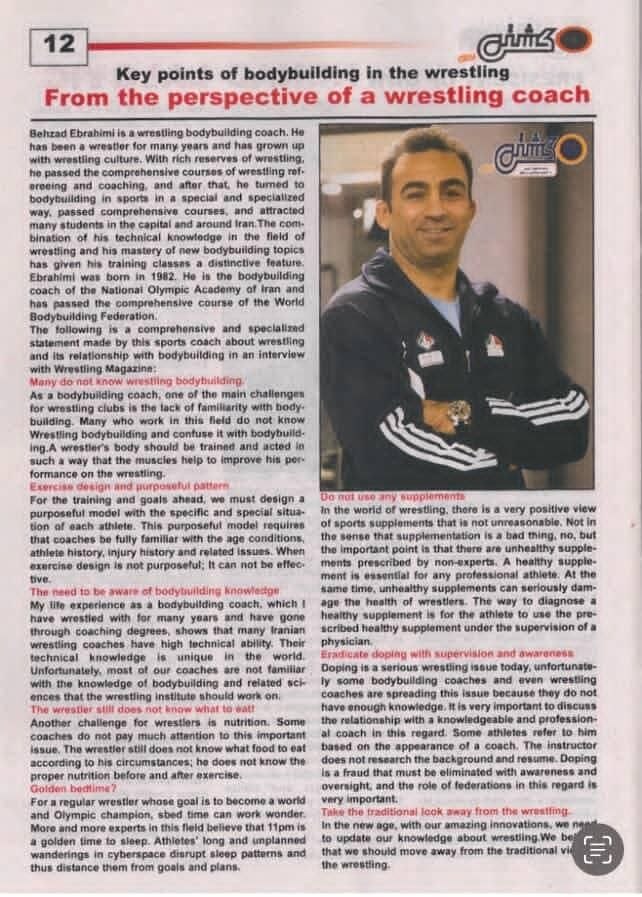 12
کشتی
Key points of bodybuilding in the wrestling
From the perspective of a wrestling coach
Behzad Ebrahimi is a wrestling bodybuilding coach. He
has been a wrestler for many years and has grown up
with wrestling culture. With rich reserves of wrestling,
he passed the comprehensive courses of wrestling ref-
ereeing and coaching, and after that, he turned to
bodybuilding in sports in a special and specialized
way, passed comprehensive courses, and attracted
many students in the capital and around Iran.The com-
bination of his technical knowledge in the field of
wrestling and his mastery of new bodybuilding topics
has given his training classes a distinctive feature.
Ebrahimi was born in 1982. He is the bodybuilding
coach of the National Olympic Academy of Iran and
has passed the comprehensive course of the World
Bodybuilding Federation.
The following is a comprehensive and specialized
statement made by this sports coach about wrestling
and its relationship with bodybuilding in an interview
with Wrestling Magazine:
Many do not know wrestling bodybuilding.
As a bodybuilding coach, one of the main challenges
for wrestling clubs is the lack of familiarity with body-
building. Many who work in this field do not know
Wrestling bodybuilding and confuse it with bodybuild-
ing.A wrestler's body should be trained and acted in
such a way that the muscles help to improve his per-
formance on the wrestling.
Exercise design and purposeful pattern
For the training and goals ahead, we must design a
purposeful model with the specific and special situa-
tion of each athlete. This purposeful model requires
that coaches be fully familiar with the age conditions,
athlete history, injury history and related issues. When
exercise design is not purposeful; It can not be effec-
tive.
The need to be aware of bodybuilding knowledge
My life experience as a bodybuilding coach, which I
have wrestled with for many years and have gone
through coaching degrees, shows that many Iranian
wrestling coaches have high technical ability. Their
technical knowledge is unique in the world.
Unfortunately, most of our coaches are not familiar
with the knowledge of bodybuilding and related sci-
ences that the wrestling institute should work on.
The wrestler still does not know what to eat!
Another challenge for wrestlers is nutrition. Some
coaches do not pay much attention to this important
issue. The wrestler still does not know what food to eat
according to his circumstances; he does not know the
proper nutrition before and after exercise.
Golden bedtime?
For a regular wrestler whose goal is to become a world
and Olympic champion, sbed time can work wonder.
More and more experts in this field believe that 11pm is
a golden time to sleep. Athletes' long and unplanned
wanderings in cyberspace disrupt sleep patterns and
thus distance them from goals and plans.
کشتی
Do not use any supplements
In the world of wrestling, there is a very positive view
of sports supplements that is not unreasonable. Not in
the sense that supplementation is a bad thing, no, but
the important point is that there are unhealthy supple-
ments prescribed by non-experts. A healthy supple-
ment is essential for any professional athlete. At the
same time, unhealthy supplements can seriously dam-
age the health of wrestlers. The way to diagnose a
healthy supplement is for the athlete to use the pre-
scribed healthy supplement under the supervision of a
physician.
Eradicate doping with supervision and awareness
Doping is a serious wrestling issue today, unfortunate-
ly some bodybuilding coaches and even wrestling
coaches are spreading this issue because they do not
have enough knowledge. It is very important to discuss
the relationship with a knowledgeable and profession-
al coach in this regard. Some athletes refer to him
based on the appearance of a coach. The instructor
does not research the background and resume. Doping
is a fraud that must be eliminated with awareness and
oversight, and the role of federations in this regard is
very important.
Take the traditional look away from the wrestling.
In the new age, with our amazing innovations, we need
to update our knowledge about wrestling.We be
that we should move away from the traditional vi
the wrestling.